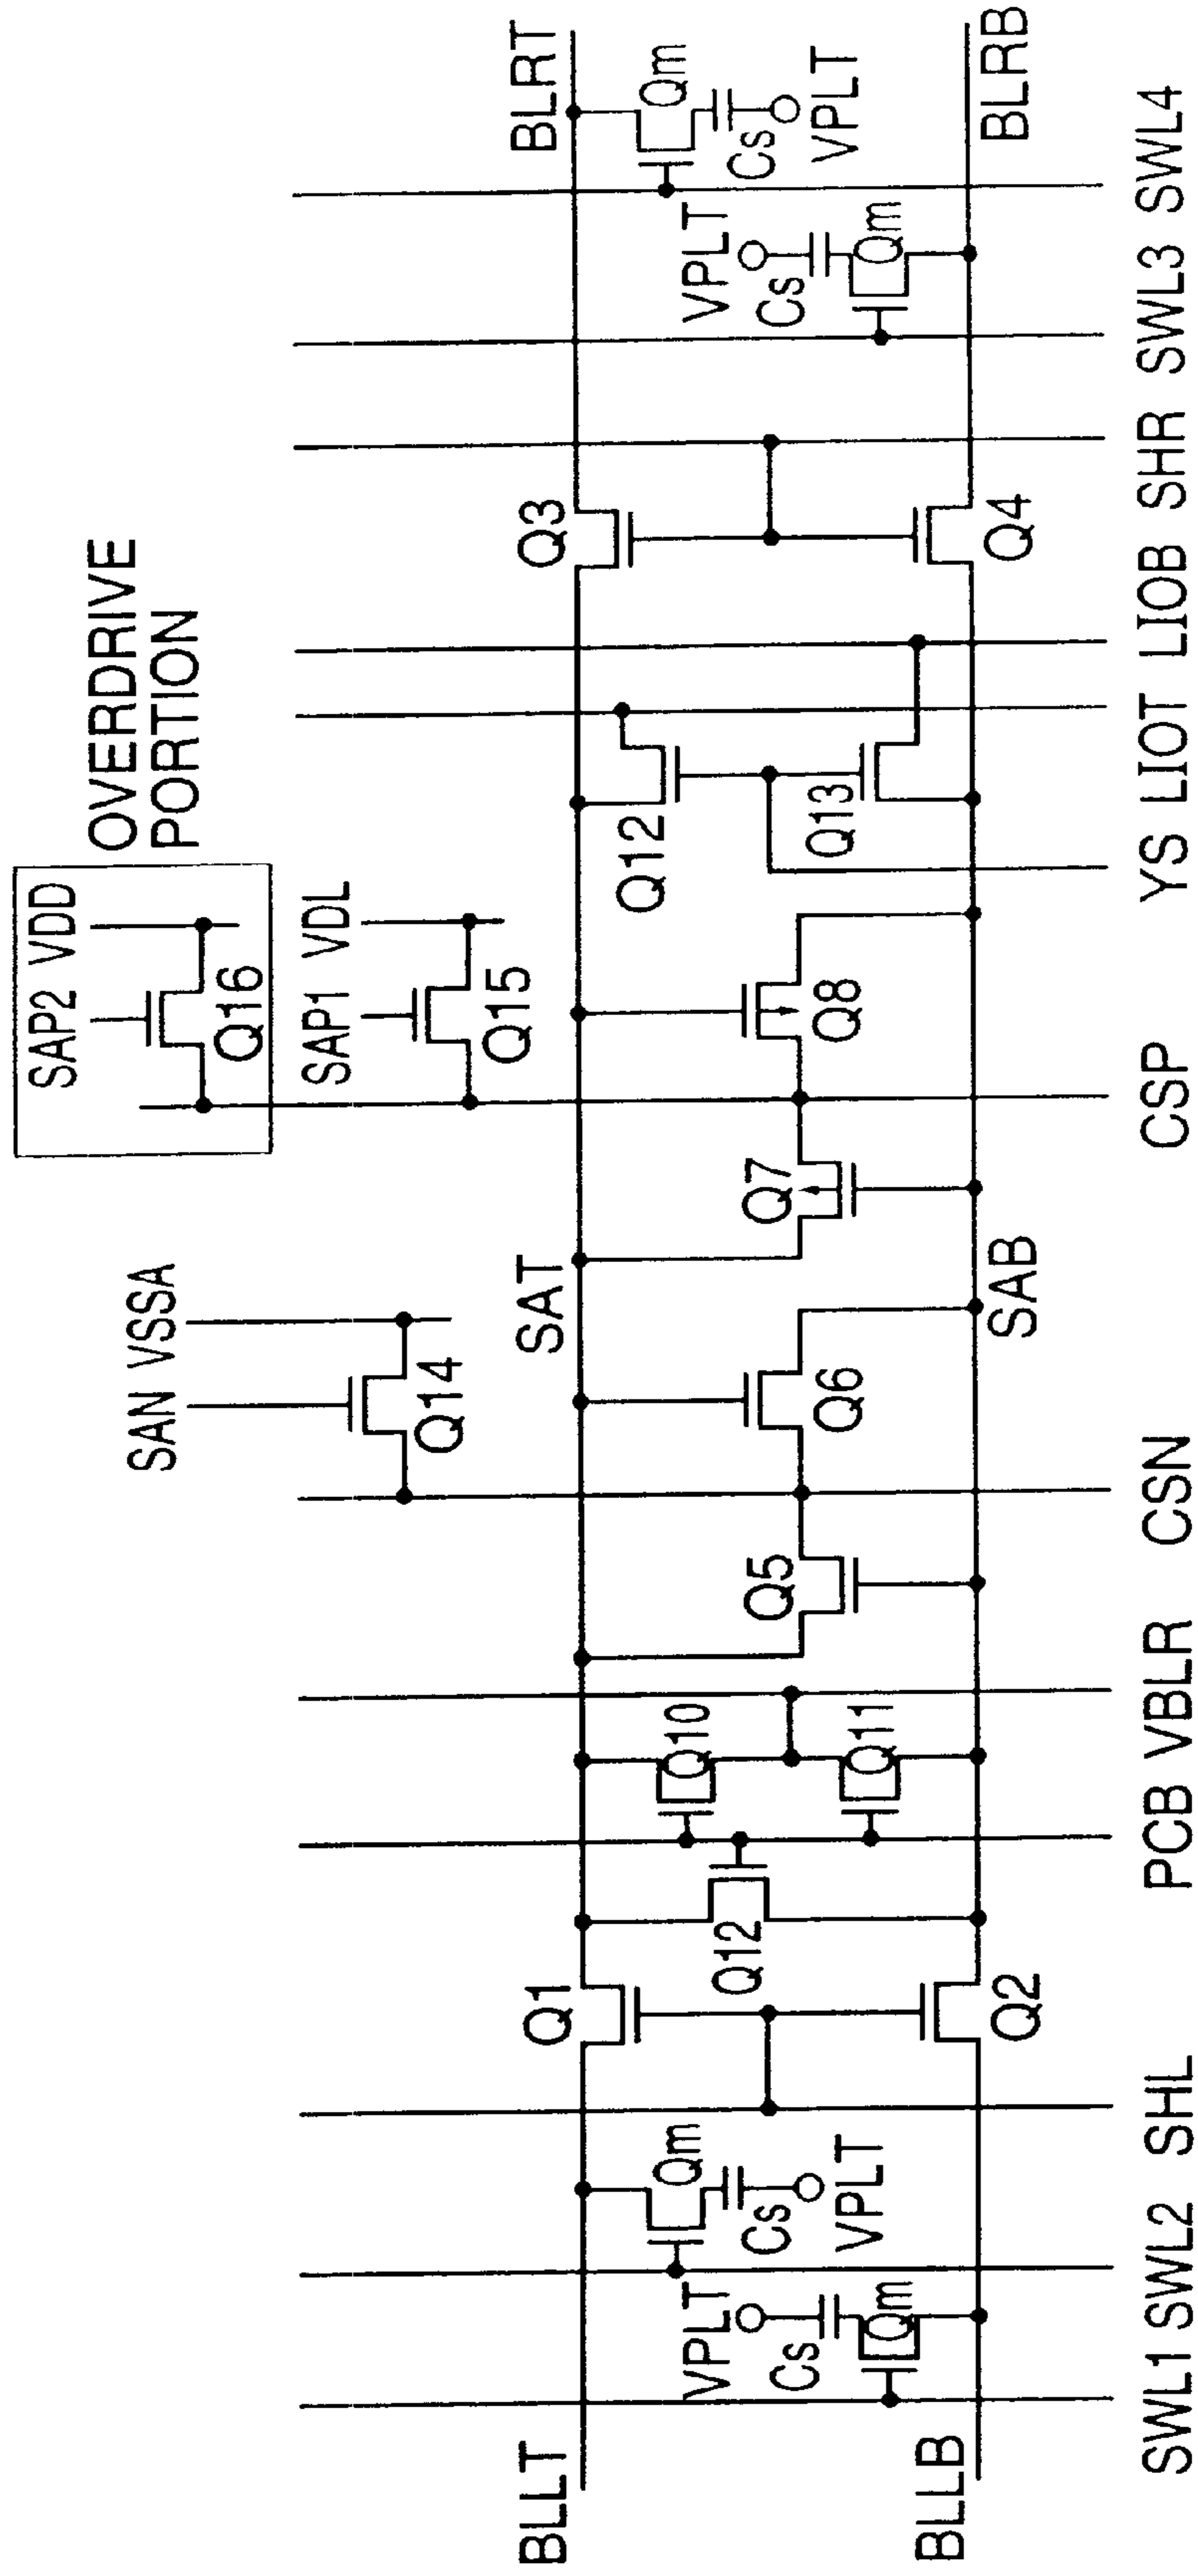 OVERDRIVE
PORTION
SAP2 VDD
Q16
SAN VSSA
Q14
SAP1 VDL
Q15
BLLT
SAT
BLRT
Q1
Q3
Qm
Cs
VPLT
VPLT
Cs
Qm
Q12
Q10
Q11
Q5
Q6
Q7
Q8
Q12
Q13
VPLT
Cs
Qm
Qm
Cs
VPLT
Q2
Q4
BLLB
SAB
BLRB
SWL1 SWL2 SHL PCB VBLR CSN CSP YS LIOT LIOB SHR SWL3 SWL4